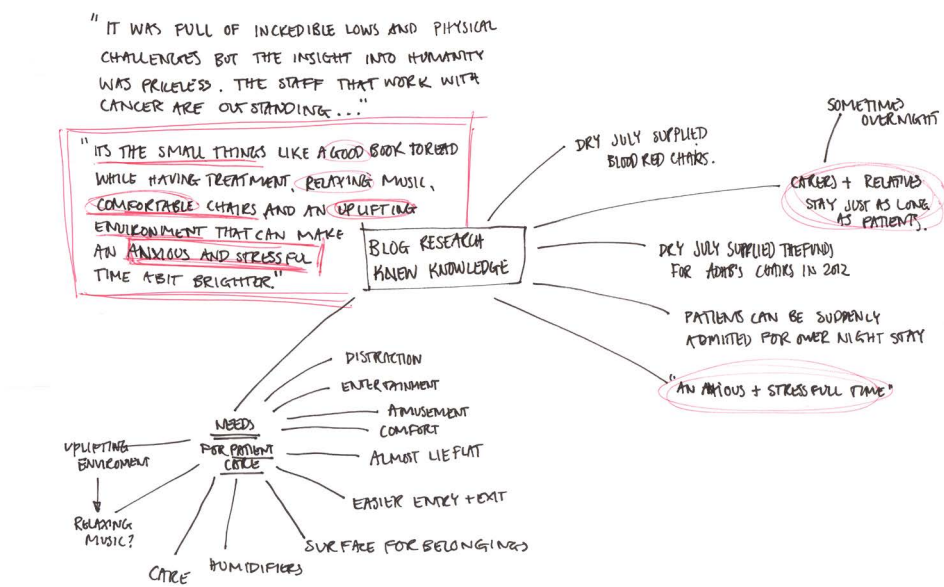 "IT WAS FULL OF INCREDIBLE LOWS AND PHYSICAL
CHALLENGES BUT THE INSIGHT INTO HUMANITY
WAS PRICELESS. THE STAFF THAT WORK WITH
CANCER ARE OUTSTANDING..."
"ITS THE SMALL THINGS LIKE A GOOD BOOK TO READ
WHILE HAVING TREATMENT, RELAXING MUSIC,
COMFORTABLE CHAIRS AND AN UPLIFTING
ENVIRONMENT THAT CAN MAKE
AN ANXIOUS AND STRESSFUL
TIME A BIT BRIGHTER."
BLOG RESEARCH
KNEW KNOWLEDGE
DRY JULY SUPPLIED
BLOOD RED CHAIRS.
SOMETIMES
OVERNIGHT
CARERS + RELATIVES
STAY JUST AS LONG
AS PATIENTS.
DRY JULY SUPPLIED THE FUNDS
FOR CHAIRS IN 2012
PATIENTS CAN BE SUDDENLY
ADMITTED FOR OVER NIGHT STAY
"AN ANXIOUS + STRESSFULL TIME"
NEEDS
FOR PATIENT
CARE
DISTRACTION
ENTERTAINMENT
AMUSEMENT
COMFORT
ALMOST LIE FLAT
EASIER ENTRY + EXIT
SURFACE FOR BELONGINGS
HUMIDIFIERS
CARE
UPLIFTING
ENVIROMENT
RELAXING
MUSIC?